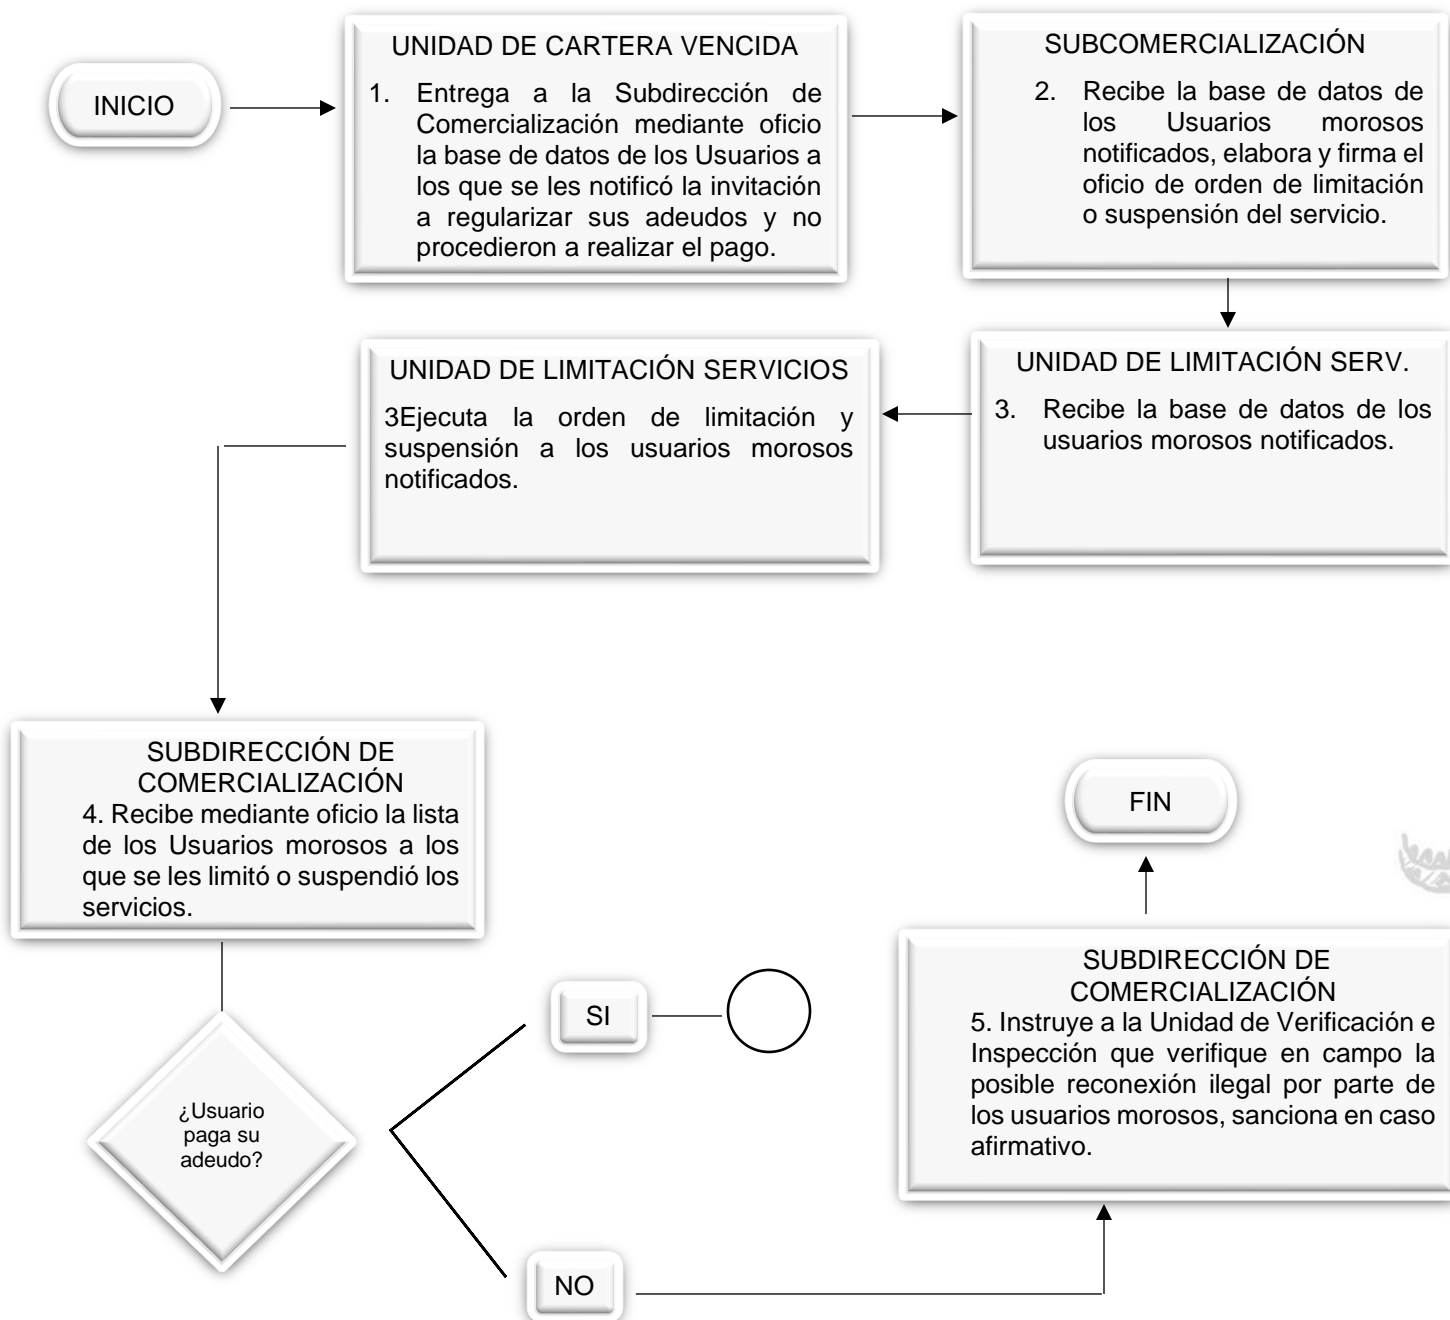 INICIO
UNIDAD DE CARTERA VENCIDA
1. Entrega a la Subdirección de
Comercialización mediante oficio
la base de datos de los Usuarios a
los que se les notificó la invitación
a regularizar sus adeudos y no
procedieron a realizar el pago.
SUBCOMERCIALIZACIÓN
2. Recibe la base de datos de
los Usuarios morosos
notificados, elabora y firma el
oficio de orden de limitación
o suspensión del servicio.
UNIDAD DE LIMITACIÓN SERV.
3. Recibe la base de datos de los
usuarios morosos notificados.
UNIDAD DE LIMITACIÓN SERVICIOS
3Ejecuta la orden de limitación y
suspensión a los usuarios morosos
notificados.
SUBDIRECCIÓN DE
COMERCIALIZACIÓN
4. Recibe mediante oficio la lista
de los Usuarios morosos a los
que se les limitó o suspendió los
servicios.
¿Usuario
paga su
adeudo?
SI
NO
SUBDIRECCIÓN DE
COMERCIALIZACIÓN
5. Instruye a la Unidad de Verificación e
Inspección que verifique en campo la
posible reconexión ilegal por parte de
los usuarios morosos, sanciona en caso
afirmativo.
FIN